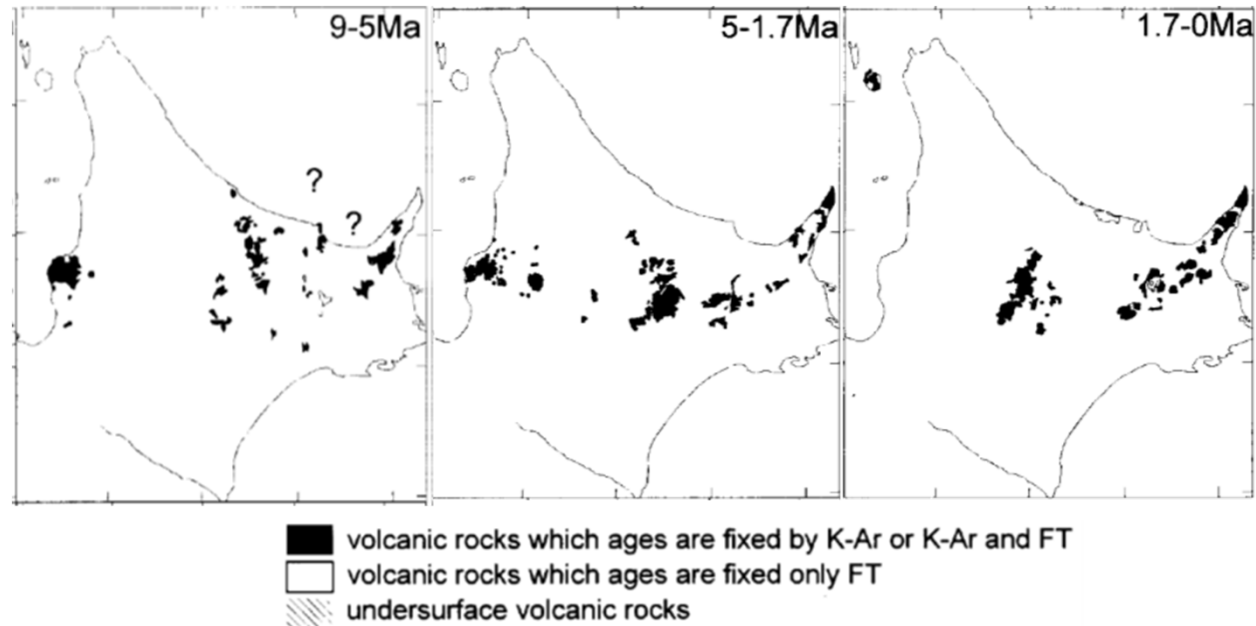 9-5Ma
5-1.7Ma
1.7-0Ma
?
?
volcanic rocks which ages are fixed by K-Ar or K-Ar and FT
volcanic rocks which ages are fixed only FT
undersurface volcanic rocks